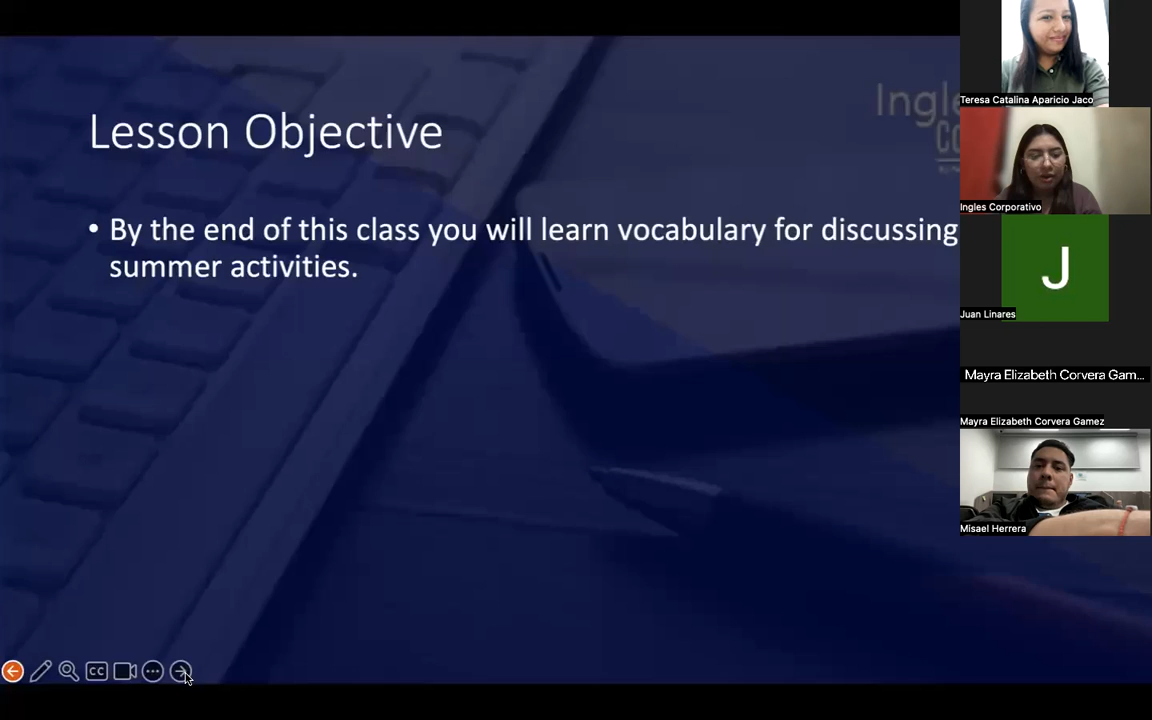 Lesson Objective
• By the end of this class you will learn vocabulary for discussing
summer activities.
Teresa Catalina Aparicio Jaco
Ingles Corporativo
J
Juan Linares
Mayra Elizabeth Corvera Gam...
Mayra Elizabeth Corvera Gamez
Misael Herrera
CC